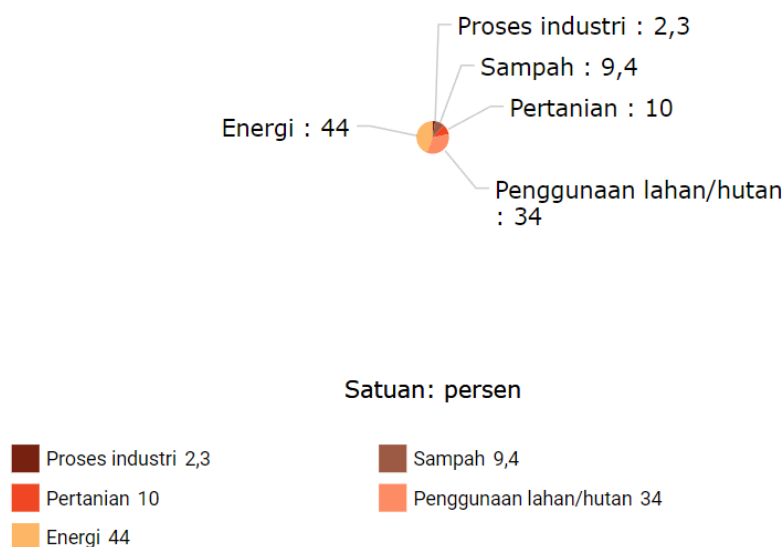 Proses industri : 2,3
Sampah : 9,4
Pertanian : 10
Energi : 44
Penggunaan lahan/hutan
: 34
Satuan: persen
Proses industri 2,3
Sampah 9,4
Pertanian 10
Penggunaan lahan/hutan 34
Energi 44